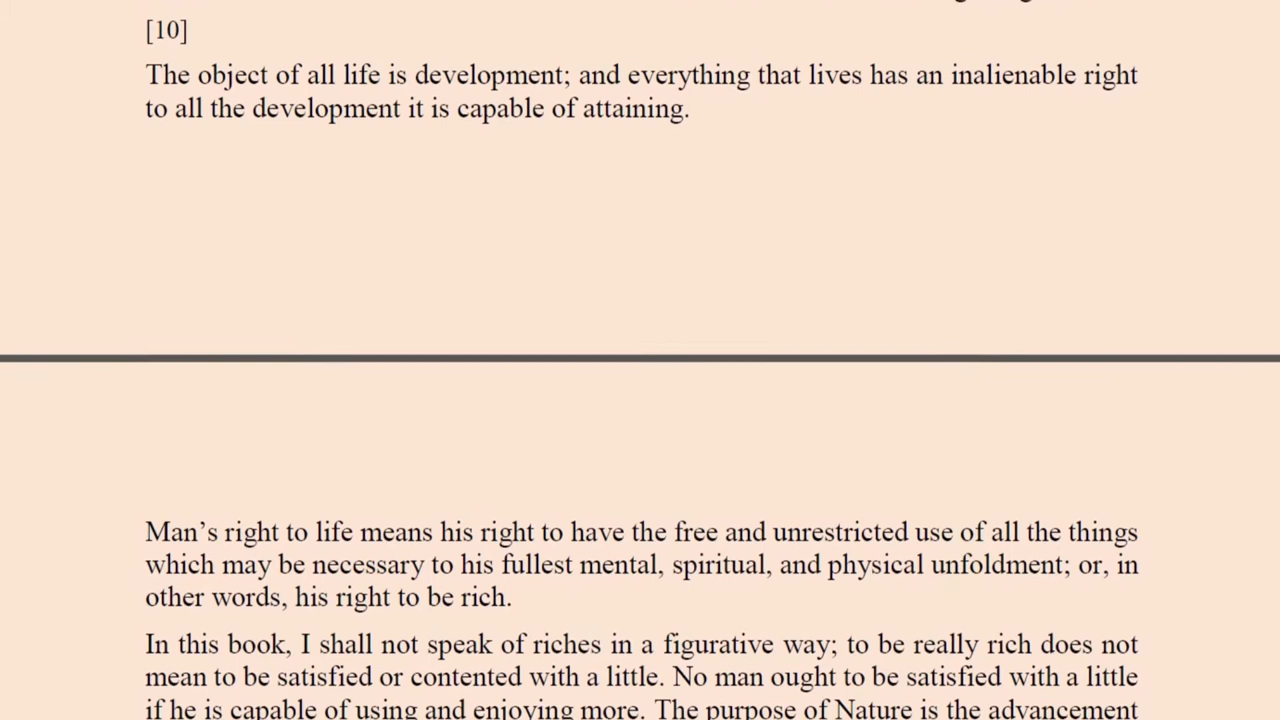 [10]
The object of all life is development; and everything that lives has an inalienable right
to all the development it is capable of attaining.
Man’s right to life means his right to have the free and unrestricted use of all the things
which may be necessary to his fullest mental, spiritual, and physical unfoldment; or, in
other words, his right to be rich.
In this book, I shall not speak of riches in a figurative way; to be really rich does not
mean to be satisfied or contented with a little. No man ought to be satisfied with a little
if he is capable of using and enjoying more. The purpose of Nature is the advancement